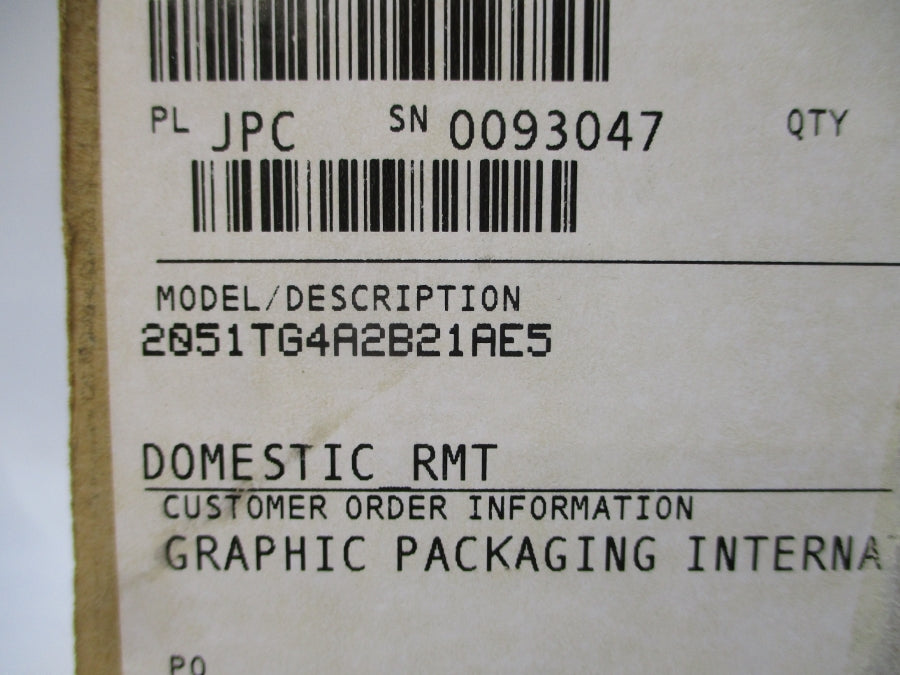 PL JPC SN 0093047 QTY
MODEL/DESCRIPTION
2051TG4A2B21AE5
DOMESTIC RMT
CUSTOMER ORDER INFORMATION
GRAPHIC PACKAGING INTERNA
PO